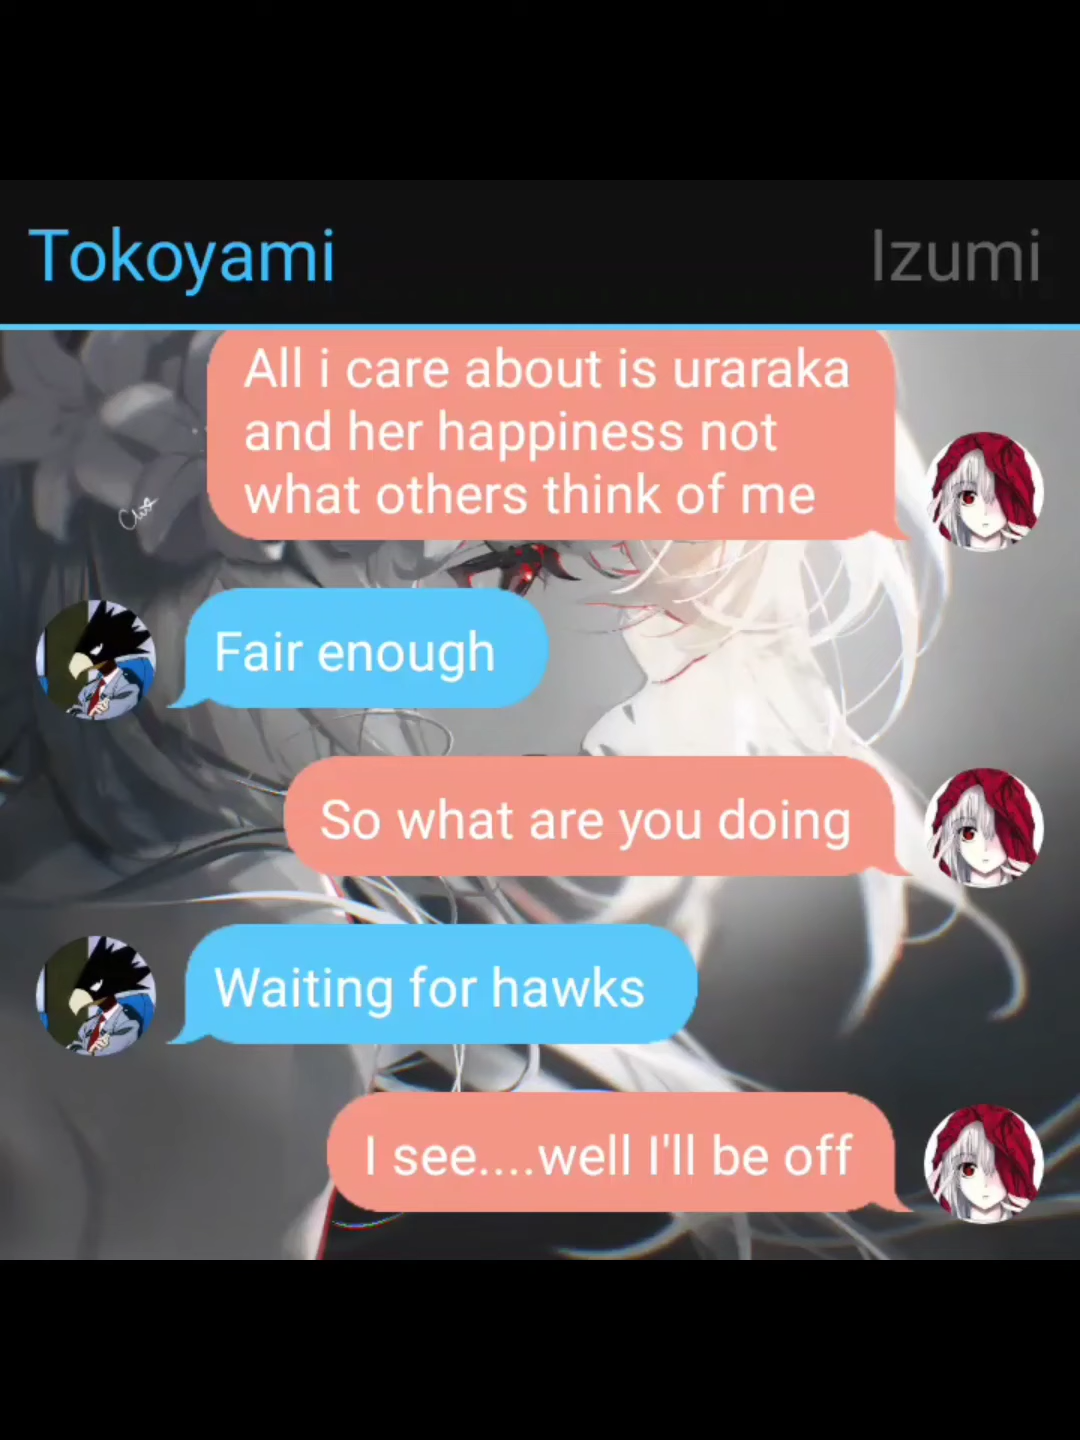 Tokoyami
Izumi
All i care about is uraraka
and her happiness not
what others think of me
Fair enough
So what are you doing
Waiting for hawks
I see....well I'll be off